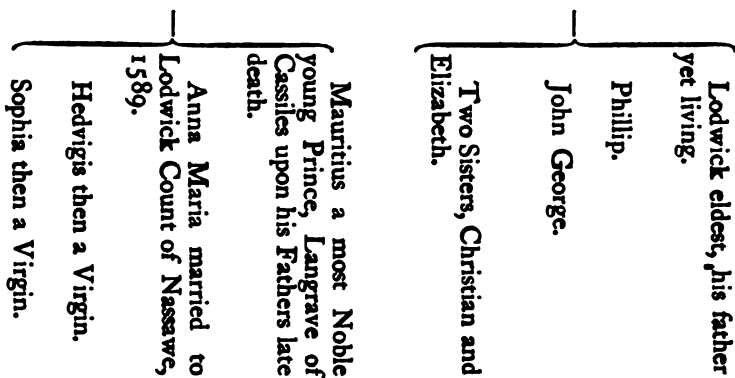 Lodwick eldest, his father
yet living.
Phillip.
John George.
Two Sisters, Christian and
Elizabeth.
Mauritius a most Noble
young Prince, Langrave of
Cassiles upon his Fathers late
death.
Anna Maria married to
Lodwick Count of Nassawe,
1589.
Hedvigis then a Virgin.
Sophia then a Virgin.